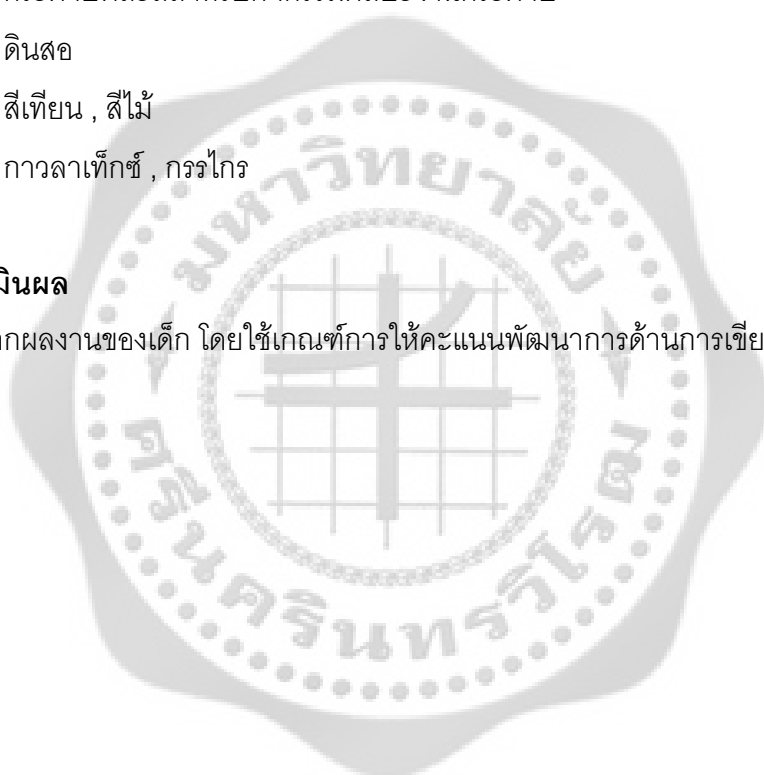 ดินสอ
สีเทียน , สีไม้
กาวลาเท็กซ์ , กรรไกร
มินผล
กผลงานของเด็ก โดยใช้เกณฑ์การให้คะแนนพัฒนาการด้านการเขีย
มหาวิทยาลัย
ศรีนครินทรวิโรฒ